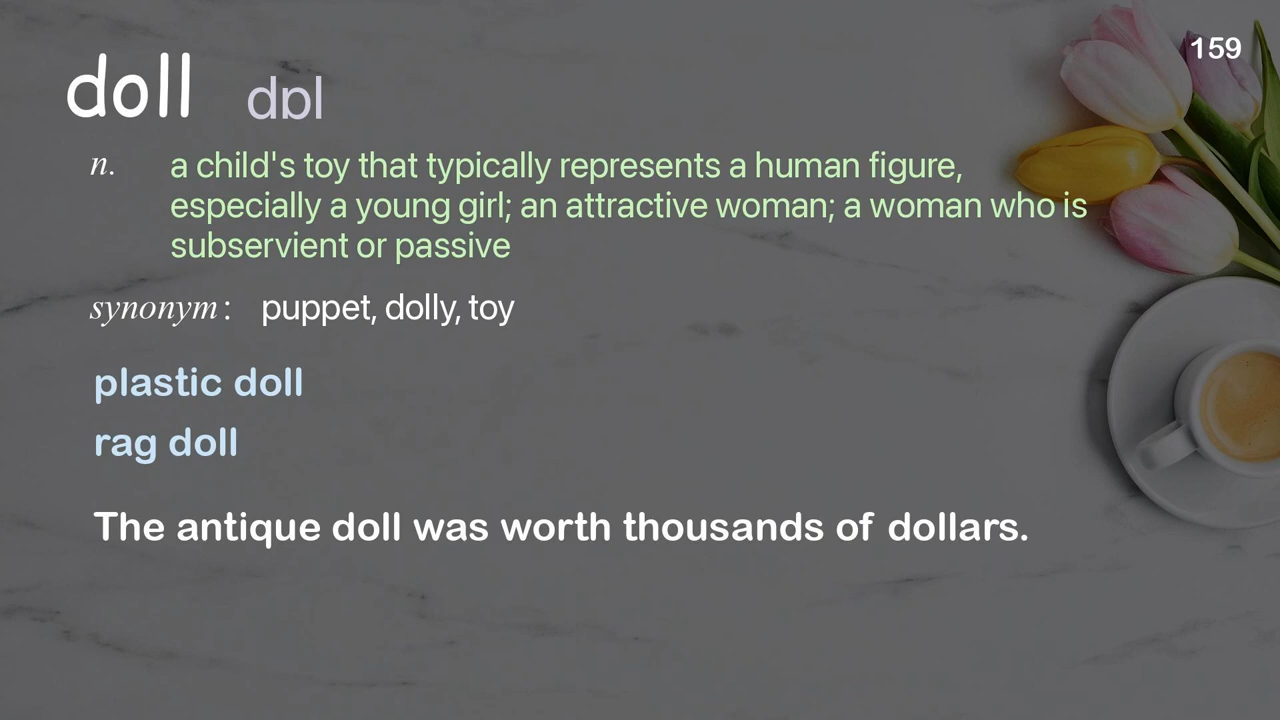 159
doll dɒl
n. a child's toy that typically represents a human figure,
especially a young girl; an attractive woman; a woman who is
subservient or passive
synonym: puppet, dolly, toy
plastic doll
rag doll
The antique doll was worth thousands of dollars.